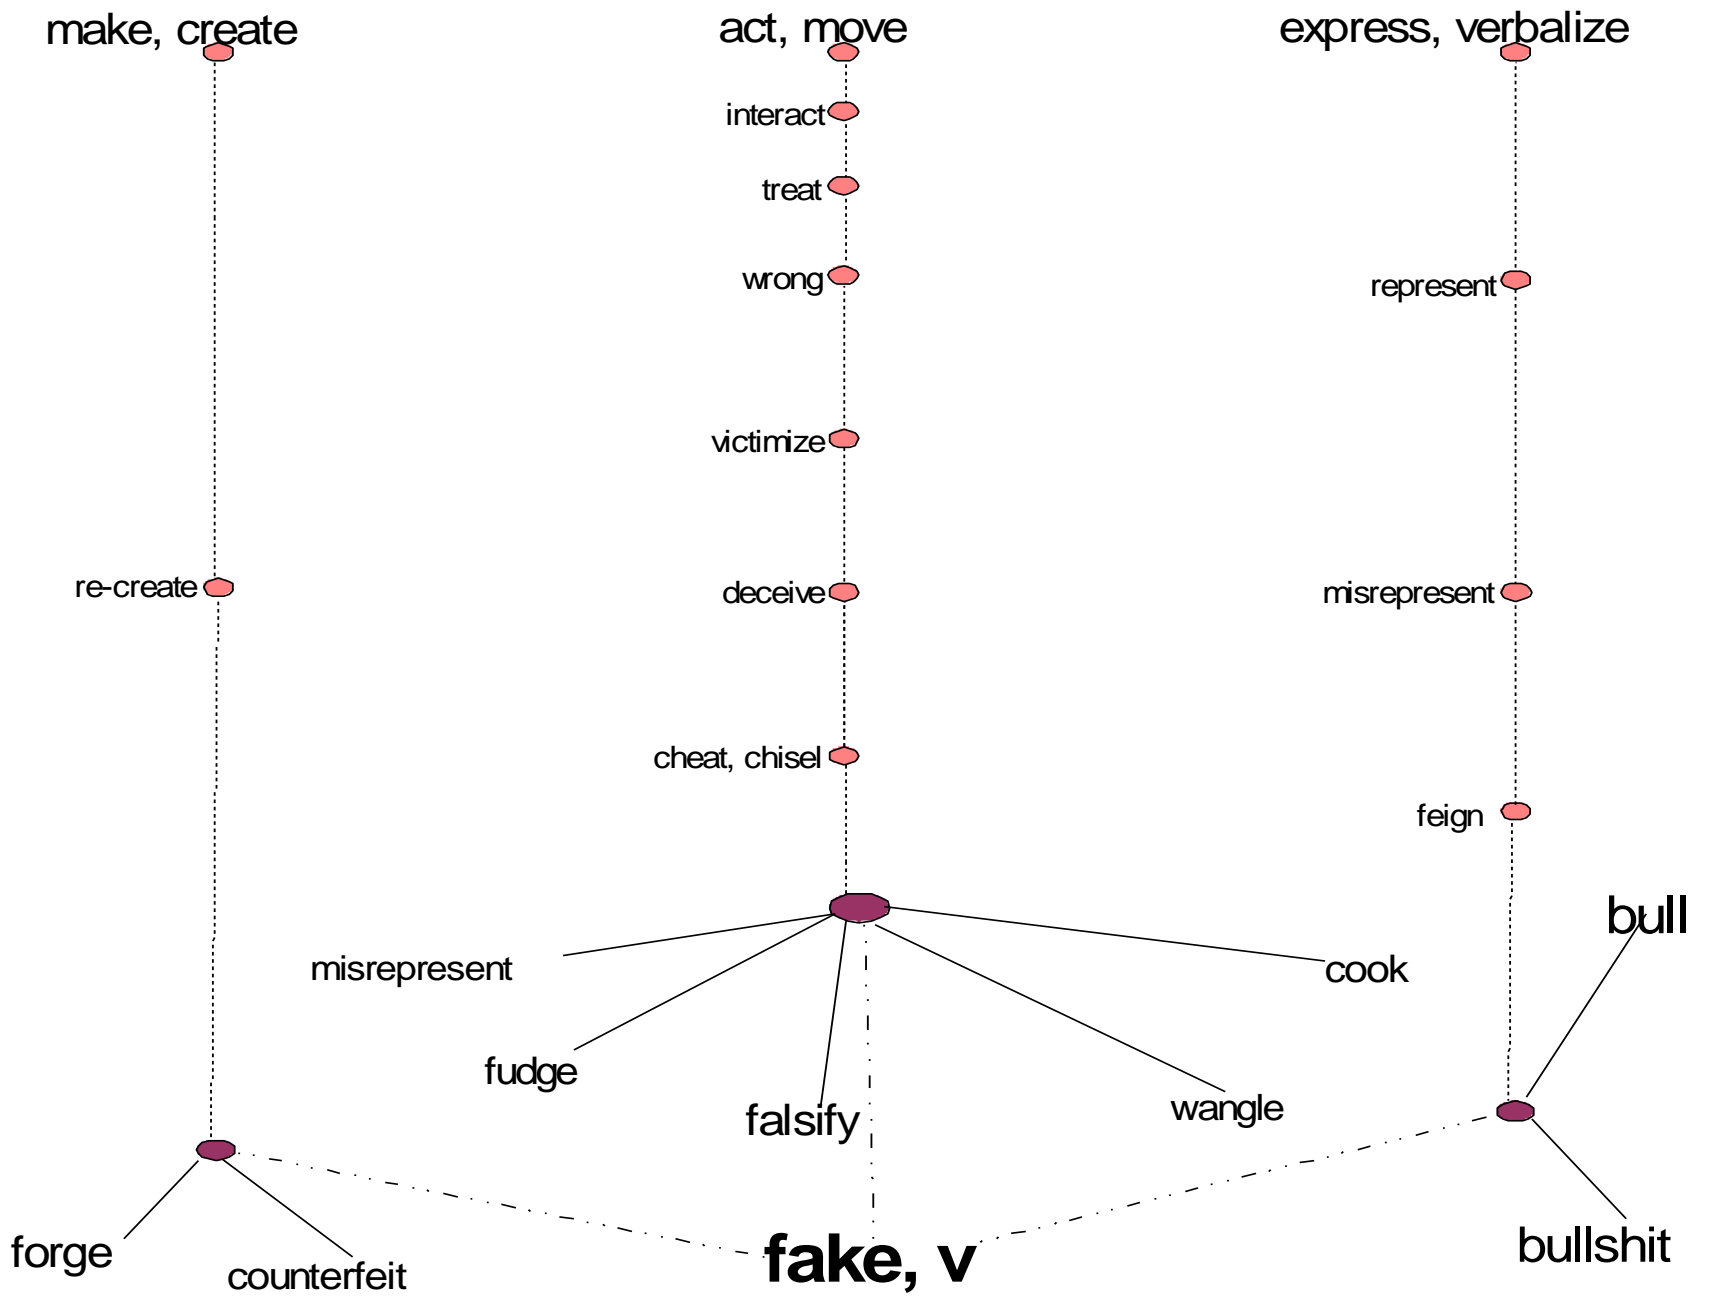 make, create
act, move
express, verbalize
interact
treat
wrong
represent
victimize
re-create
deceive
misrepresent
cheat, chisel
feign
bull
misrepresent
cook
fudge
falsify
wangle
forge
counterfeit
fake, v
bullshit